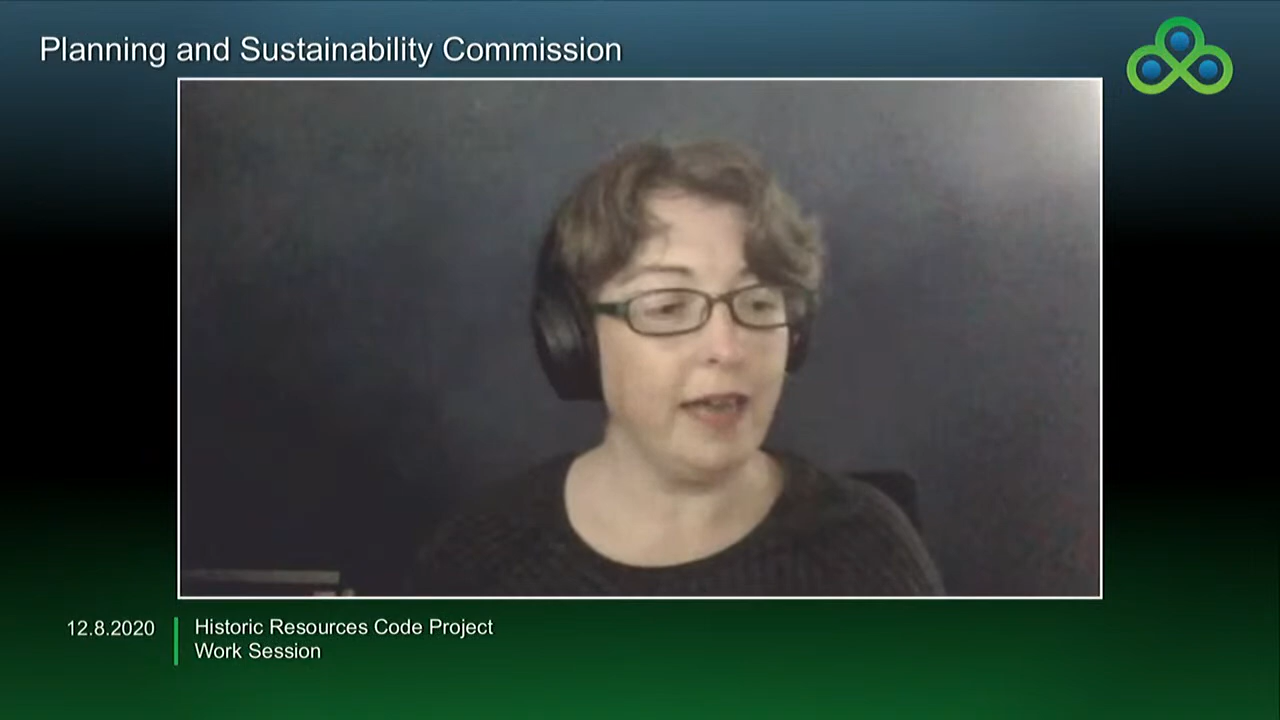 Planning and Sustainability Commission
12.8.2020
Historic Resources Code Project
Work Session